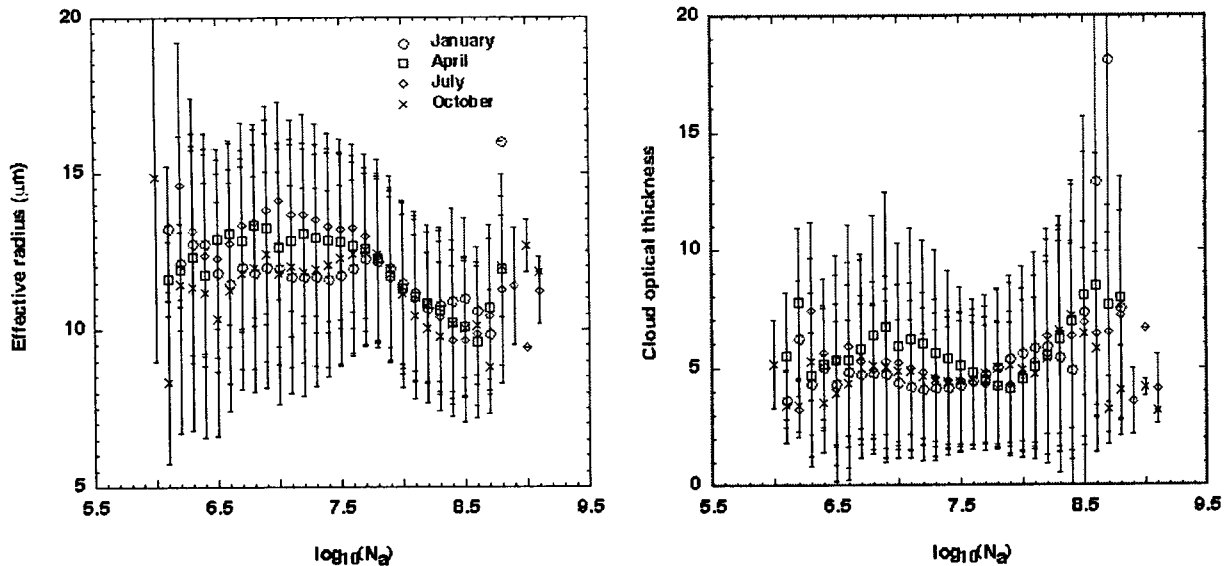 20
15
10
5
Effective radius (μm)
January
April
July
October
5.5 6.5 7.5 8.5 9.5
log10(Na)
20
15
10
5
0
Cloud optical thickness
5.5 6.5 7.5 8.5 9.5
log10(Na)